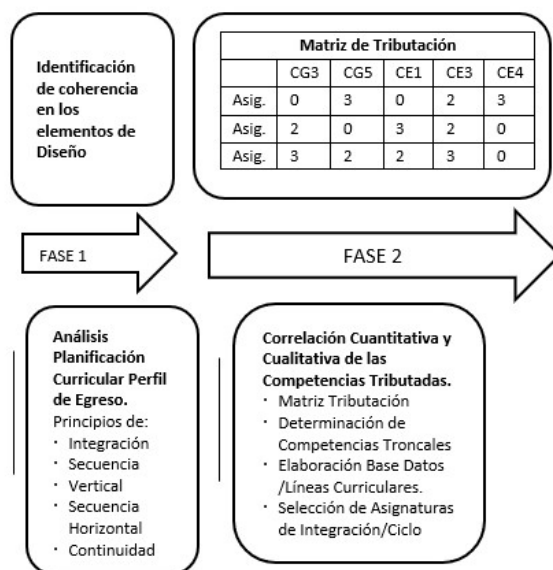 Identificación
de coherencia
en los
elementos de
Diseño
Matriz de Tributación
CG3 CG5 CE1 CE3 CE4
Asig. 0 3 0 2 3
Asig. 2 0 3 2 0
Asig. 3 2 2 3 0
FASE 1
FASE 2
Análisis
Planificación
Curricular Perfil
de Egreso.
Principios de:
· Integración
· Secuencia
· Vertical
· Secuencia
Horizontal
· Continuidad
Correlación Cuantitativa y
Cualitativa de las
Competencias Tributadas.
· Matriz Tributación
· Determinación de
Competencias Troncales
· Elaboración Base Datos
/Líneas Curriculares.
· Selección de Asignaturas
de Integración/Ciclo